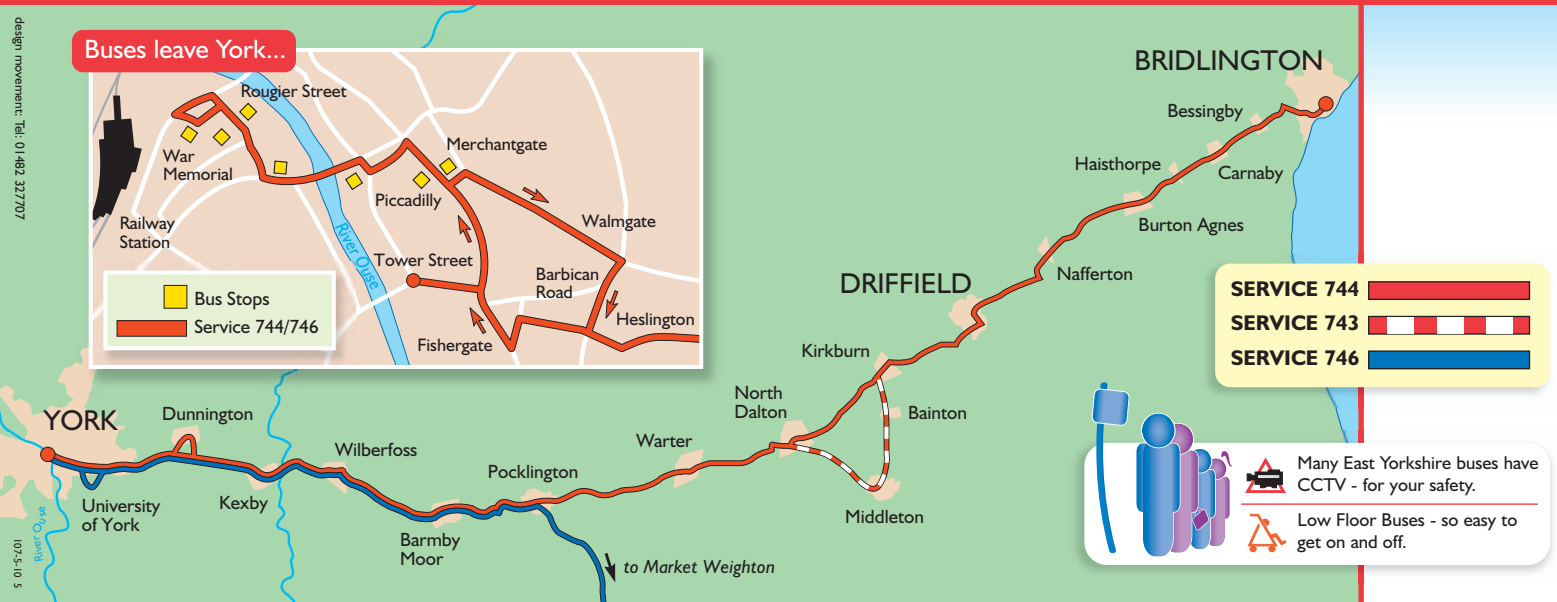 design movement: Tel: 01482 327707
107-5-10 5
Buses leave York...
Rougier Street
War
Memorial
Railway
Station
Merchantgate
Piccadilly
Walmgate
River Ouse
Tower Street
Barbican
Road
Heslington
Fishergate
Bus Stops
Service 744/746
BRIDLINGTON
Bessingby
Haisthorpe
Carnaby
Burton Agnes
Nafferton
DRIFFIELD
Kirkburn
North
Dalton
Bainton
Middleton
Warter
Pocklington
Wilberfoss
Barmby
Moor
Kexby
Dunnington
YORK
University
of York
River Ouse
to Market Weighton
SERVICE 744
SERVICE 743
SERVICE 746
Many East Yorkshire buses have
CCTV - for your safety.
Low Floor Buses - so easy to
get on and off.